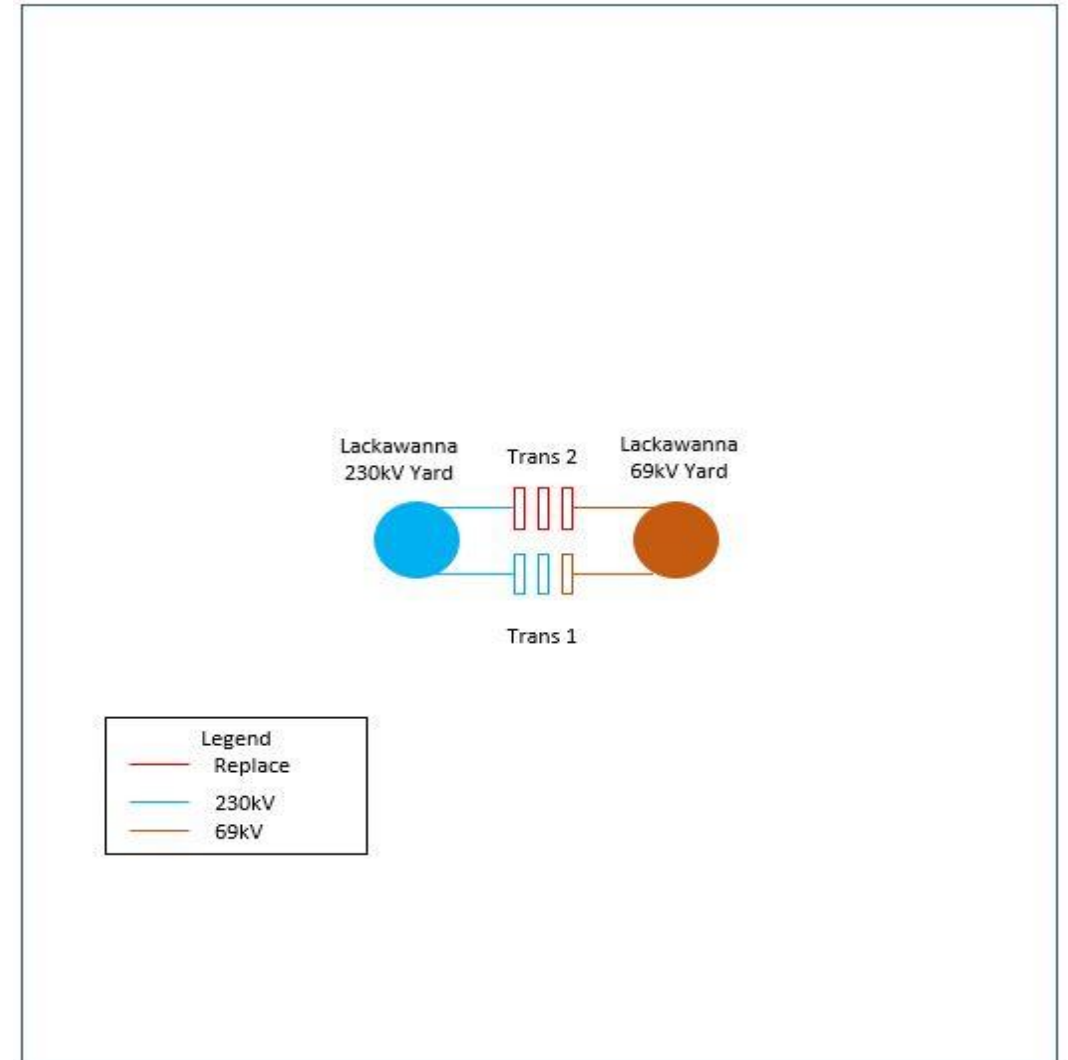 Lackawanna
230kV Yard
Trans 2
Lackawanna
69kV Yard
Trans 1
Legend
Replace
230kV
69kV